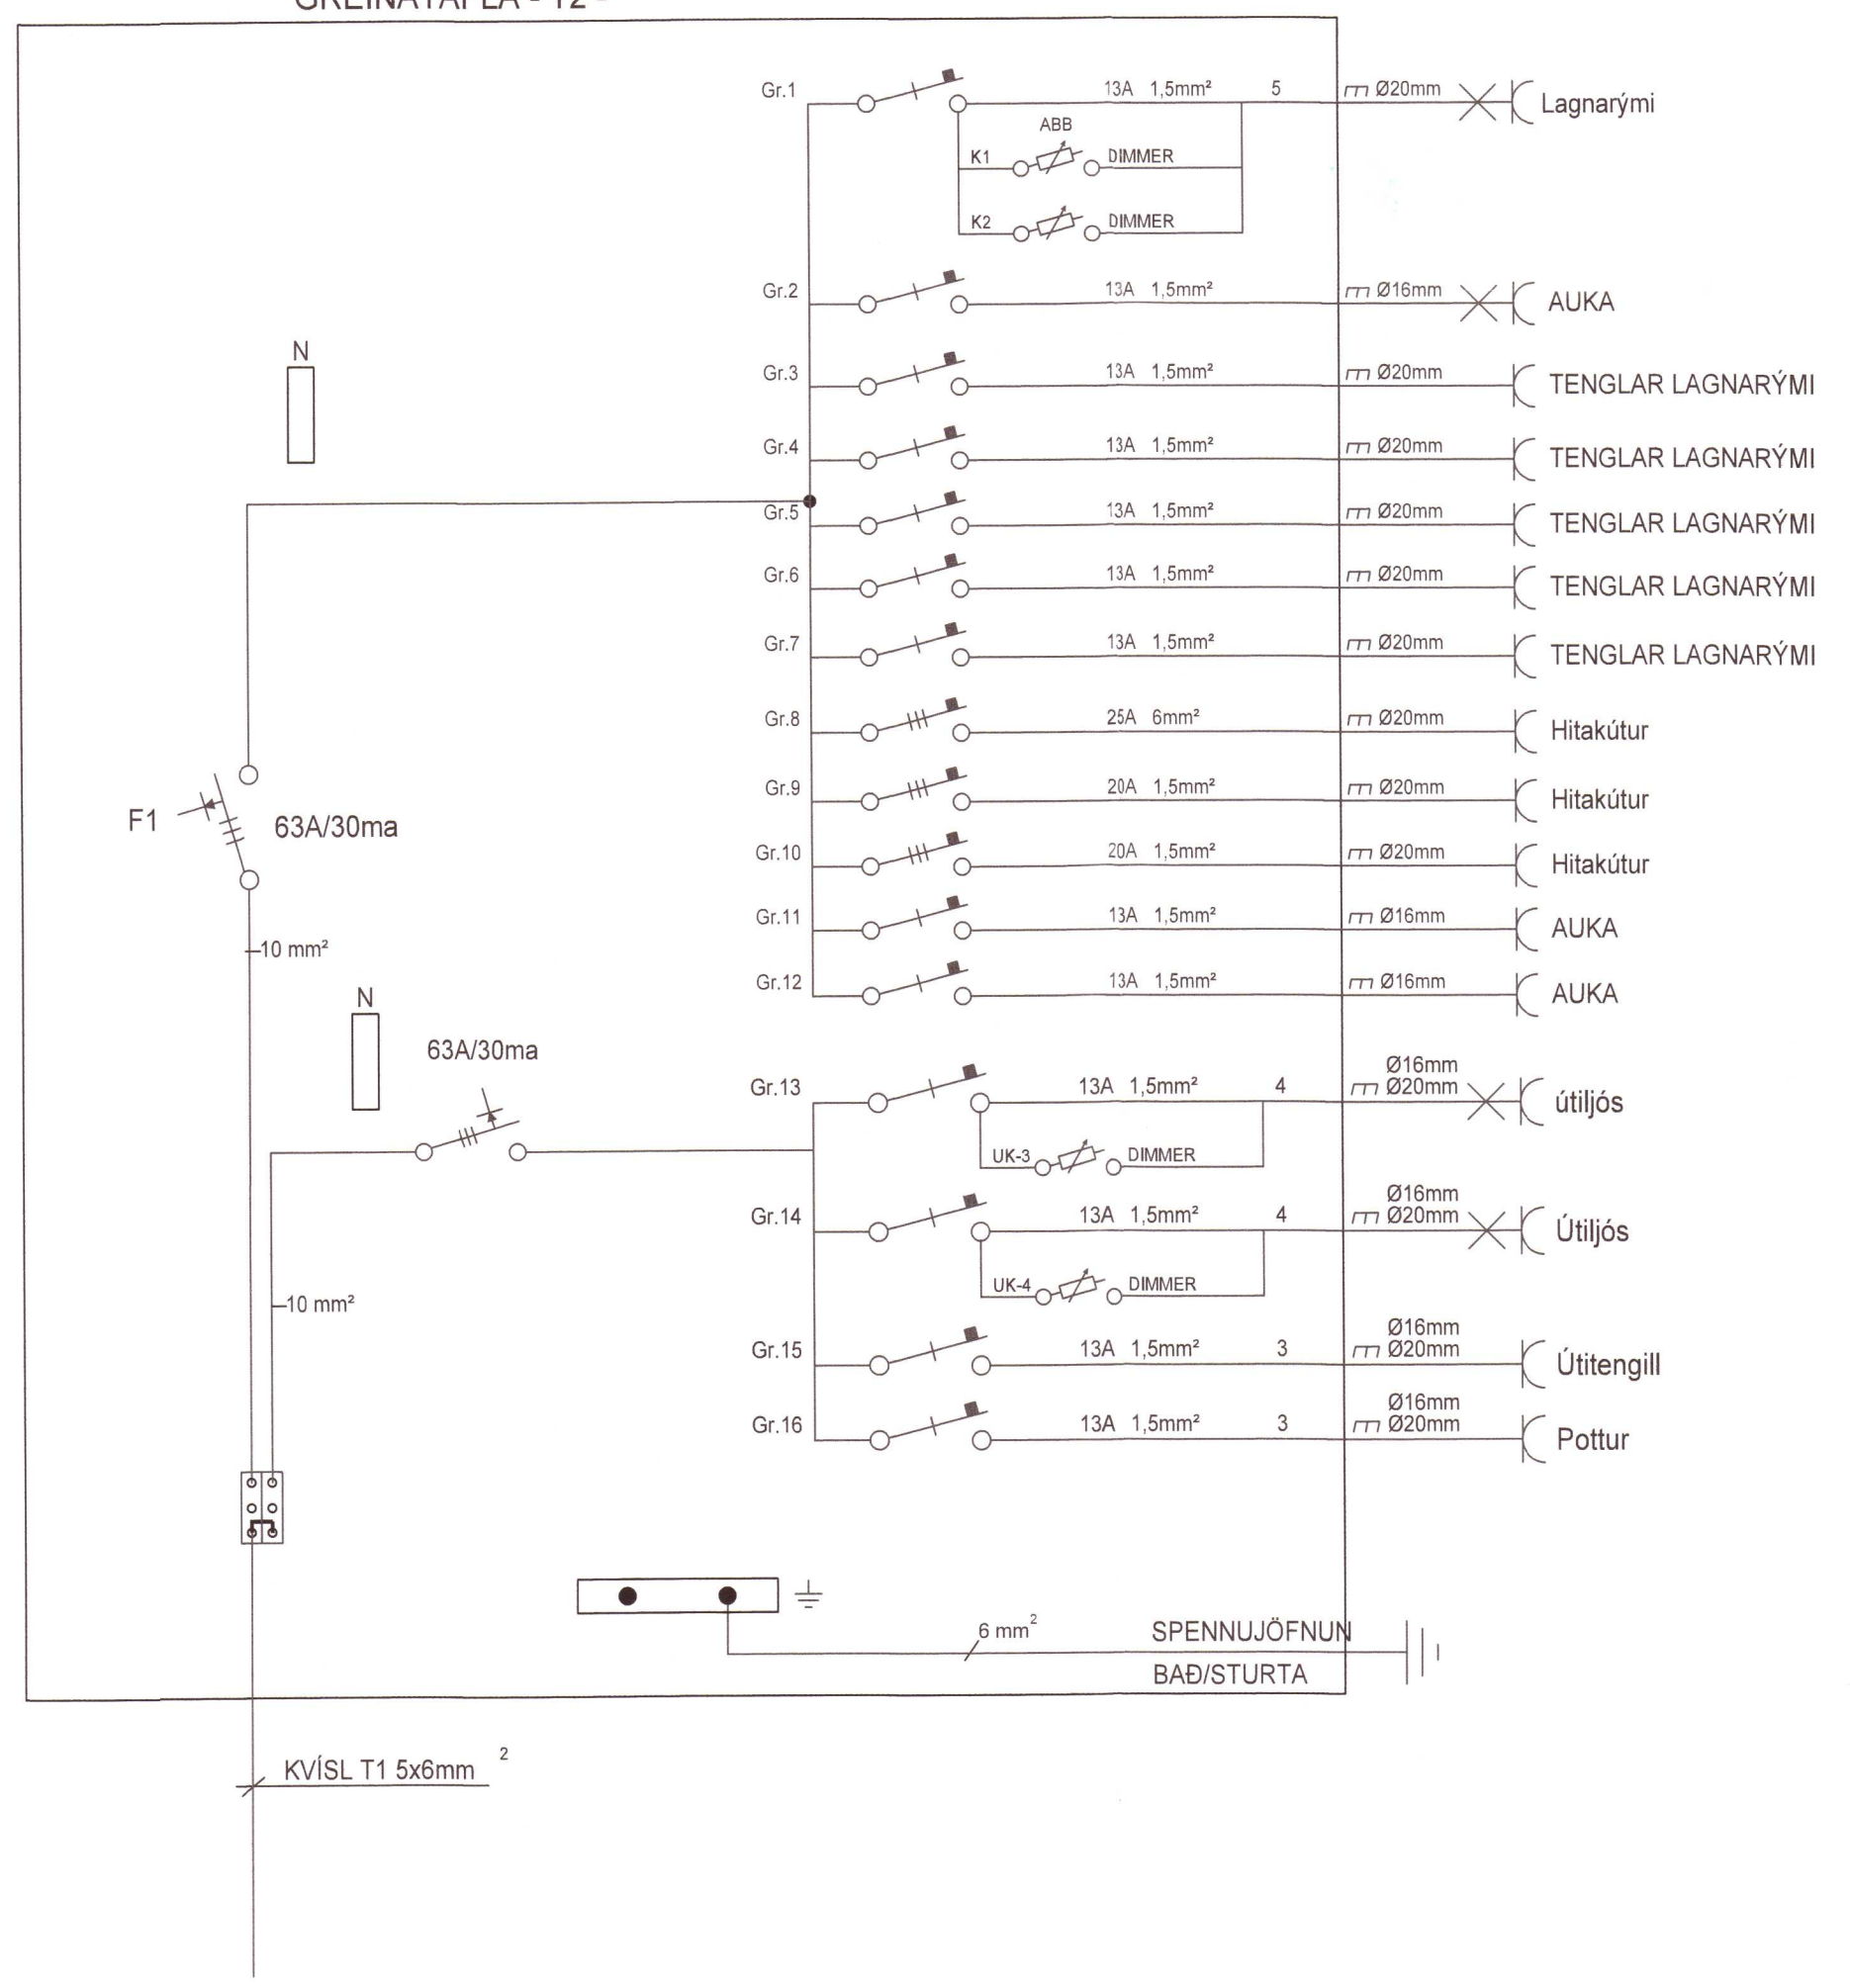 GREINATAFLA - T2 -
Gr.1 13A 1,5mm² 5 Ø20mm Lagnarými
ABB
K1 DIMMER
K2 DIMMER
Gr.2 13A 1,5mm² Ø16mm AUKA
N
Gr.3 13A 1,5mm² Ø20mm TENGLAR LAGNARÝMI
Gr.4 13A 1,5mm² Ø20mm TENGLAR LAGNARÝMI
Gr.5 13A 1,5mm² Ø20mm TENGLAR LAGNARÝMI
Gr.6 13A 1,5mm² Ø20mm TENGLAR LAGNARÝMI
Gr.7 13A 1,5mm² Ø20mm TENGLAR LAGNARÝMI
Gr.8 25A 6mm² Ø20mm Hitakútur
Gr.9 20A 1,5mm² Ø20mm Hitakútur
F1 63A/30ma
Gr.10 20A 1,5mm² Ø20mm Hitakútur
Gr.11 13A 1,5mm² Ø16mm AUKA
10 mm²
Gr.12 13A 1,5mm² Ø16mm AUKA
N
63A/30ma
Ø16mm
Gr.13 13A 1,5mm² 4 Ø20mm útiljós
UK-3 DIMMER
Ø16mm
Gr.14 13A 1,5mm² 4 Ø20mm Útiljós
UK-4 DIMMER
10 mm²
Ø16mm
Gr.15 13A 1,5mm² 3 Ø20mm Útitengill
Ø16mm
Gr.16 13A 1,5mm² 3 Ø20mm Pottur
6 mm² SPENNUJÖFNUN
BAÐ/STURTA
KVÍSL T1 5x6mm²